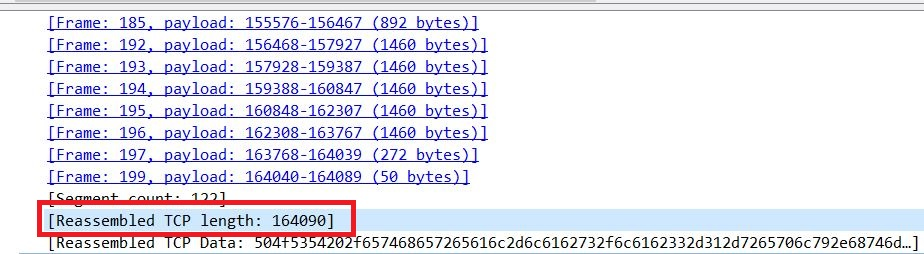 [Frame: 185, payload: 155576-156467 (892 bytes)]
[Frame: 192, payload: 156468-157927 (1460 bytes)]
[Frame: 193, payload: 157928-159387 (1460 bytes)]
[Frame: 194, payload: 159388-160847 (1460 bytes)]
[Frame: 195, payload: 160848-162307 (1460 bytes)]
[Frame: 196, payload: 162308-163767 (1460 bytes)]
[Frame: 197, payload: 163768-164039 (272 bytes)]
[Frame: 199, payload: 164040-164089 (50 bytes)]
[Segment count: 122]
[Reassembled TCP length: 164090]
[Reassembled TCP Data: 504f5354202f657468657265616c2d6c6162732f6c6162332d312d7265706c792e68746d…]